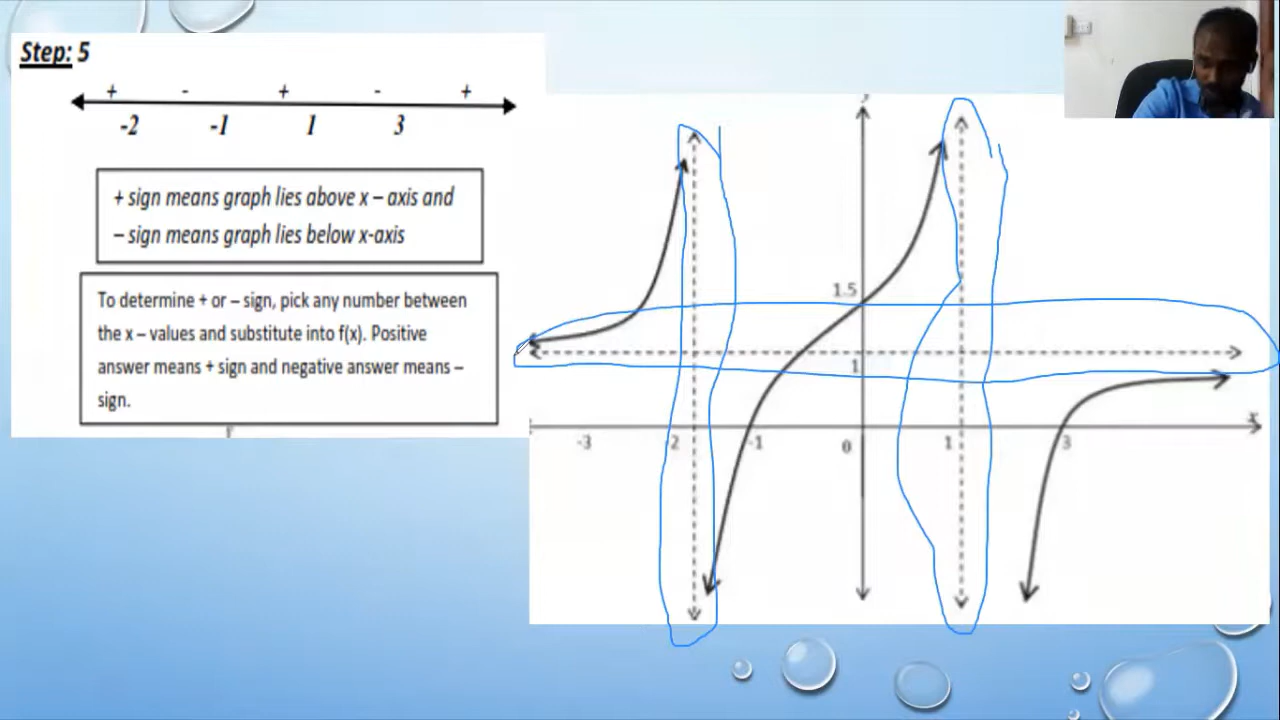 Step: 5
+ - + - +
-2 -1 1 3
+ sign means graph lies above x – axis and
– sign means graph lies below x-axis
To determine + or – sign, pick any number between
the x – values and substitute into f(x). Positive
answer means + sign and negative answer means –
sign.
y
1.5
1
x
-3 -2 -1 0 1 3